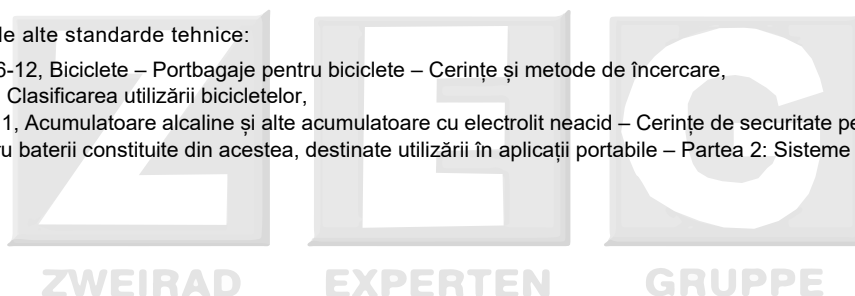 le alte standarde tehnice:
6-12, Biciclete – Portbagaje pentru biciclete – Cerințe și metode de încercare,
Clasificarea utilizării bicicletelor,
1, Acumulatoare alcaline și alte acumulatoare cu electrolit neacid – Cerințe de securitate pe
ru baterii constituite din acestea, destinate utilizării în aplicații portabile – Partea 2: Sisteme
ZEG
ZWEIRAD EXPERTEN GRUPPE